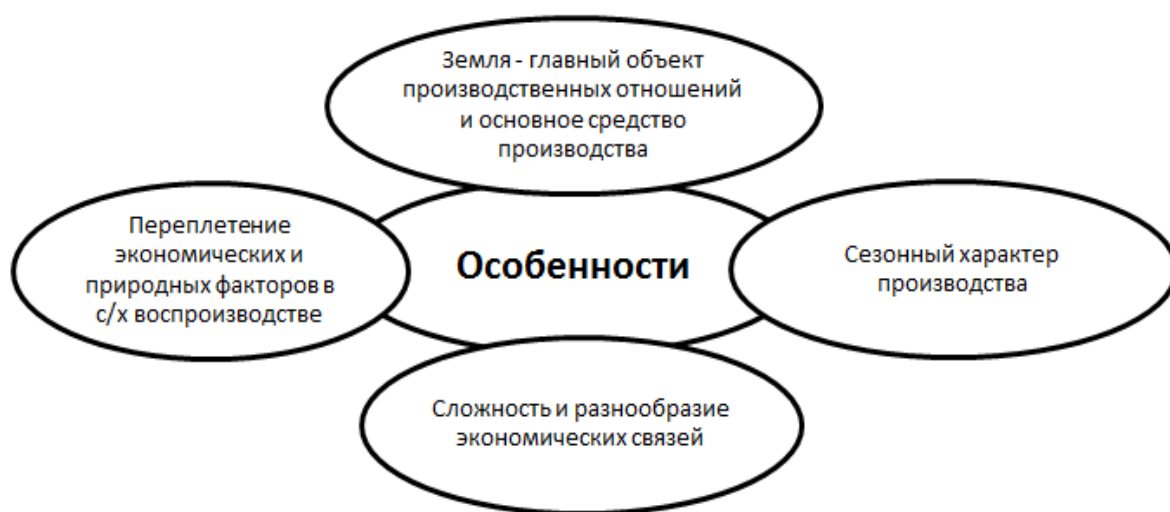 Земля - главный объект
производственных отношений
и основное средство
производства
Переплетение
экономических и
природных факторов в
с/х воспроизводстве
Особенности
Сезонный характер
производства
Сложность и разнообразие
экономических связей